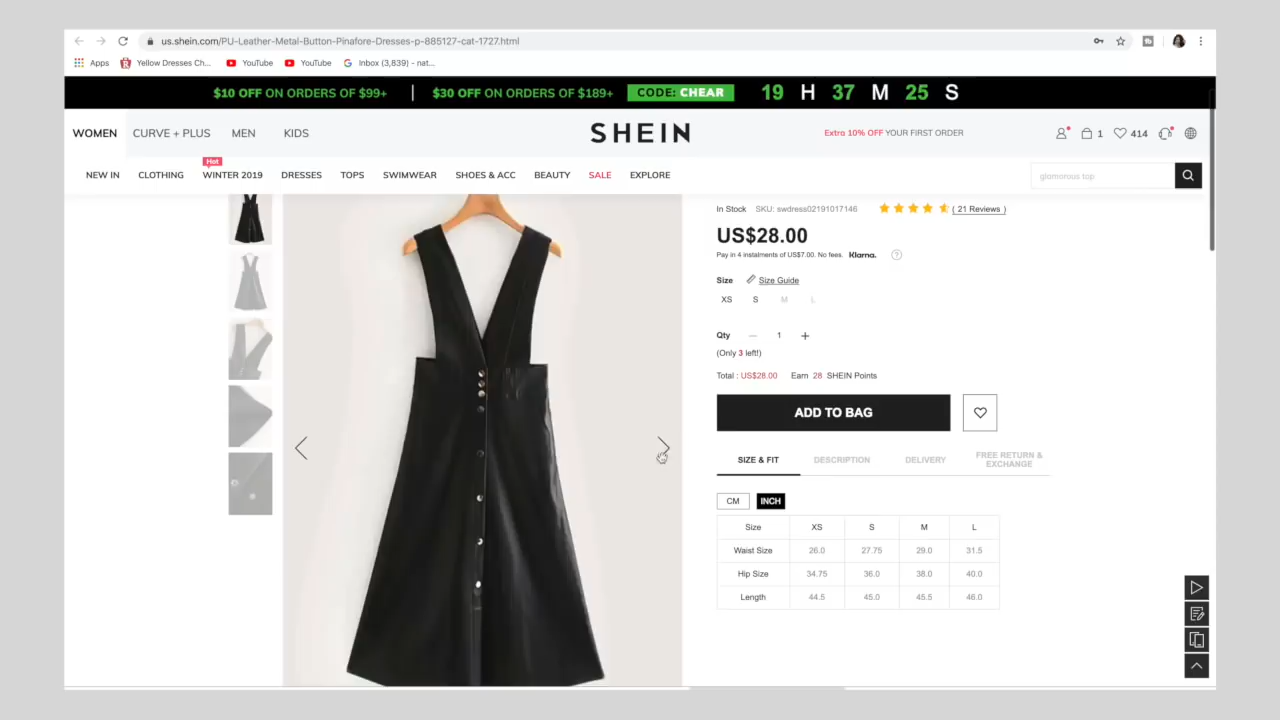 us.shein.com/PU-Leather-Metal-Button-Pinafore-Dresses-p-885127-cat-1727.html
Apps Yellow Dresses Ch... YouTube YouTube Inbox (3,839) - nat...
$10 OFF ON ORDERS OF $99+ | $30 OFF ON ORDERS OF $189+ CODE: CHEAR 19 H 37 M 25 S
WOMEN CURVE + PLUS MEN KIDS SHEIN Extra 10% OFF YOUR FIRST ORDER 1 414
Hot
NEW IN CLOTHING WINTER 2019 DRESSES TOPS SWIMWEAR SHOES & ACC BEAUTY SALE EXPLORE glamorous top
In Stock SKU: swdress02191017146 ( 21 Reviews )
US$28.00
Pay in 4 instalments of US$7.00. No fees. Klarna. ?
Size Size Guide
XS S M L
Qty — 1 +
(Only 3 left!)
Total : US$28.00 Earn 28 SHEIN Points
ADD TO BAG
SIZE & FIT DESCRIPTION DELIVERY FREE RETURN & EXCHANGE
CM INCH
Size XS S M L
Waist Size 26.0 27.75 29.0 31.5
Hip Size 34.75 36.0 38.0 40.0
Length 44.5 45.0 45.5 46.0